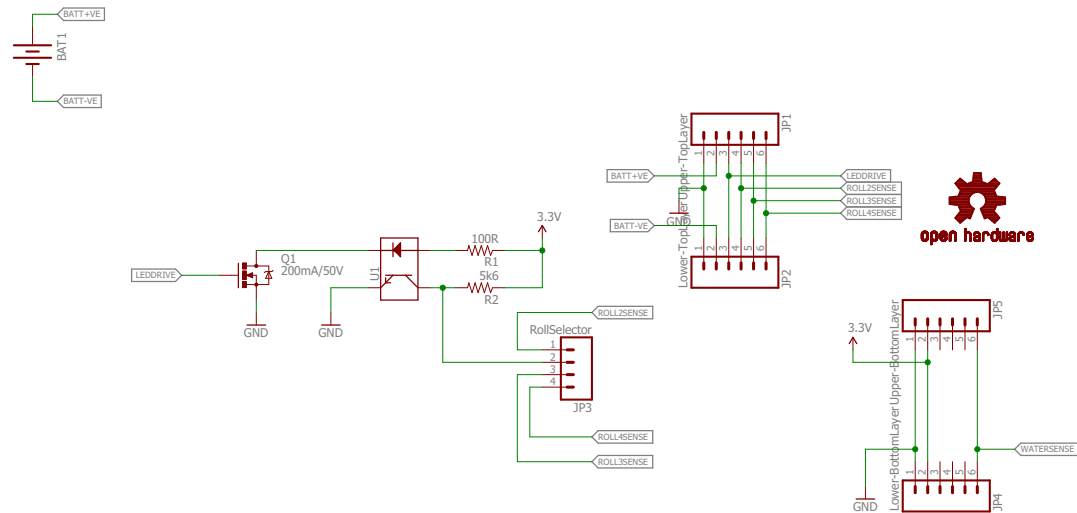 BATT+VE
BAT1
BATT-VE
Lower-TopLayer
Upper-TopLayer
JP1
1 2 3 4 5 6
BATT+VE
LEDDRIVE
ROLL2SENSE
ROLL3SENSE
ROLL4SENSE
GND
BATT-VE
1 2 3 4 5 6
JP2
open hardware
3.3V
100R
R1
5k6
R2
U1
LEDDRIVE
Q1
200mA/50V
GND
GND
ROLL2SENSE
RollSelector
1
2
3
4
JP3
ROLL4SENSE
ROLL3SENSE
Lower-BottomLayer
Upper-BottomLayer
JP5
3.3V
1 2 3 4 5 6
WATERSENSE
GND
1 2 3 4 5 6
JP4